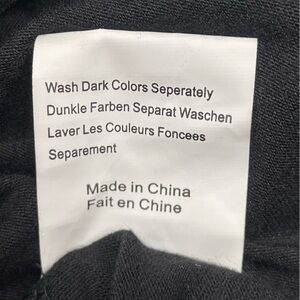 Wash Dark Colors Seperately
Dunkle Farben Separat Waschen
Laver Les Couleurs Foncees
Separement
Made in China
Fait en Chine